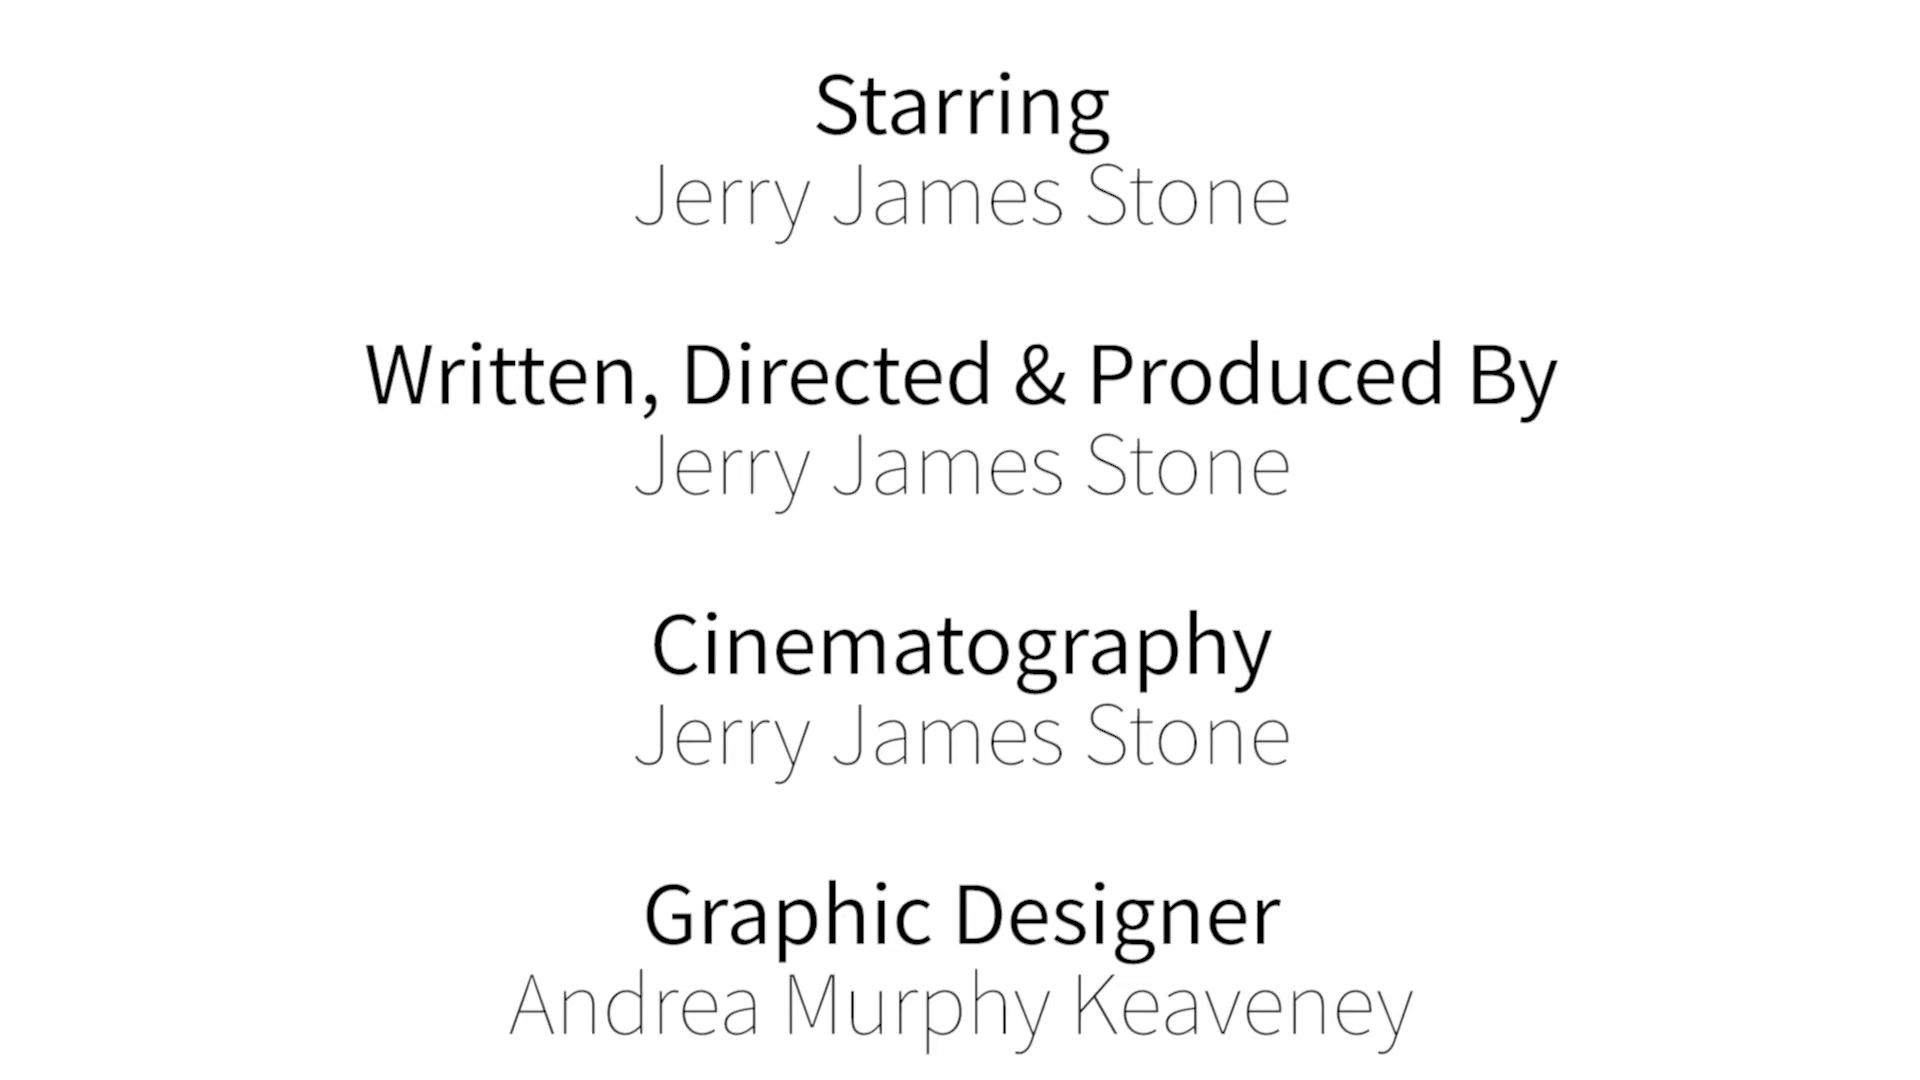 Starring
Jerry James Stone
Written, Directed & Produced By
Jerry James Stone
Cinematography
Jerry James Stone
Graphic Designer
Andrea Murphy Keaveney